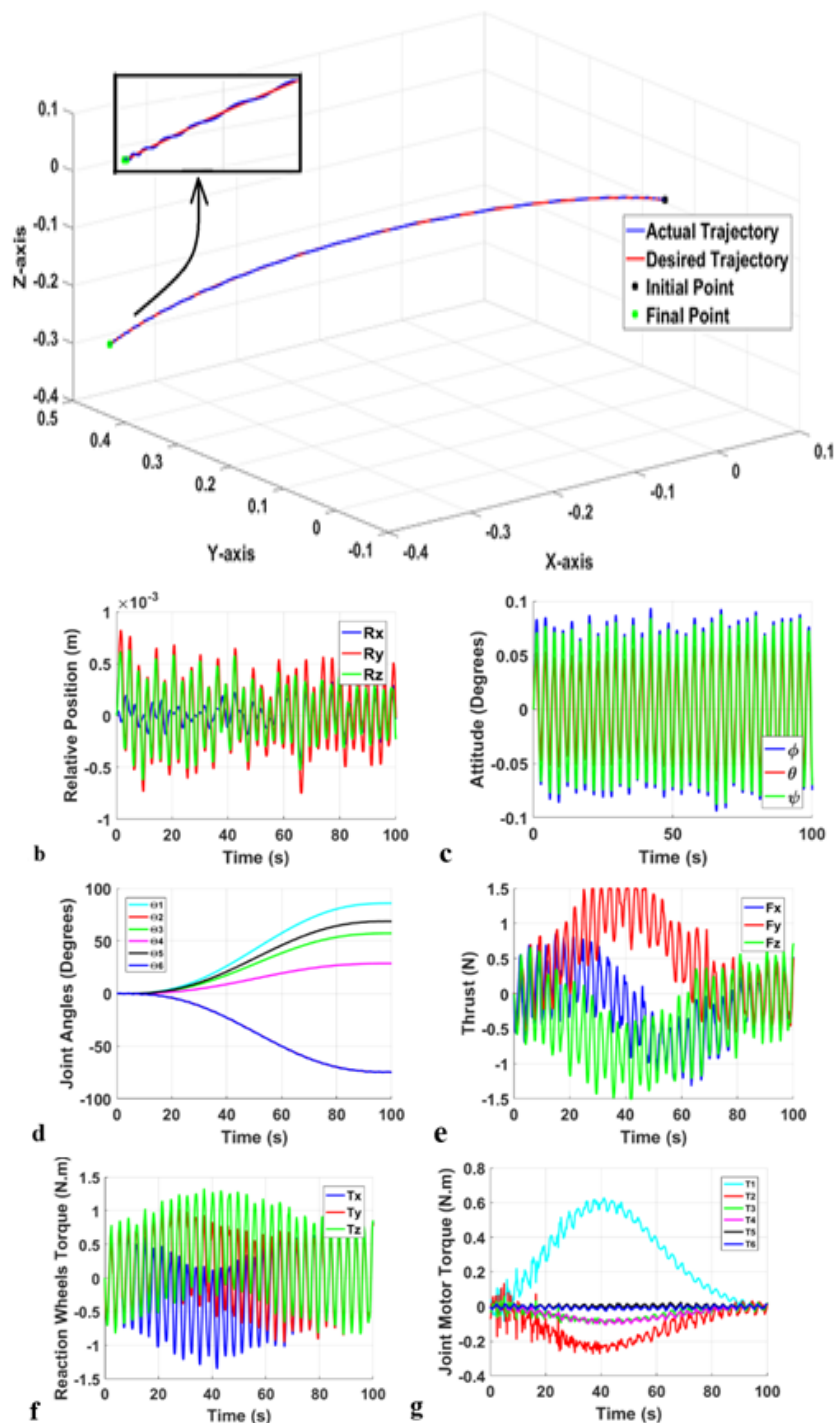 0.1
0
-0.1
-0.2
-0.3
-0.4
Z-axis
Actual Trajectory
Desired Trajectory
Initial Point
Final Point
0.5
0.4
0.3
0.2
0.1
0
-0.1
Y-axis
-0.4
-0.3
-0.2
-0.1
0
0.1
X-axis
×10⁻³
1
0.5
0
-0.5
-1
Relative Position (m)
Rx
Ry
Rz
0 20 40 60 80 100
Time (s)
b
0.1
0.05
0
-0.05
-0.1
Attitude (Degrees)
ϕ
θ
ψ
0 50 100
Time (s)
c
100
50
0
-50
-100
Joint Angles (Degrees)
Θ1
Θ2
Θ3
Θ4
Θ5
Θ6
0 20 40 60 80 100
Time (s)
d
1.5
1
0.5
0
-0.5
-1
-1.5
Thrust (N)
Fx
Fy
Fz
0 20 40 60 80 100
Time (s)
e
1.5
1
0.5
0
-0.5
-1
-1.5
Reaction Wheels Torque (N.m)
Tx
Ty
Tz
0 20 40 60 80 100
Time (s)
f
0.8
0.6
0.4
0.2
0
-0.2
-0.4
Joint Motor Torque (N.m)
T1
T2
T3
T4
T5
T6
0 20 40 60 80 100
Time (s)
g